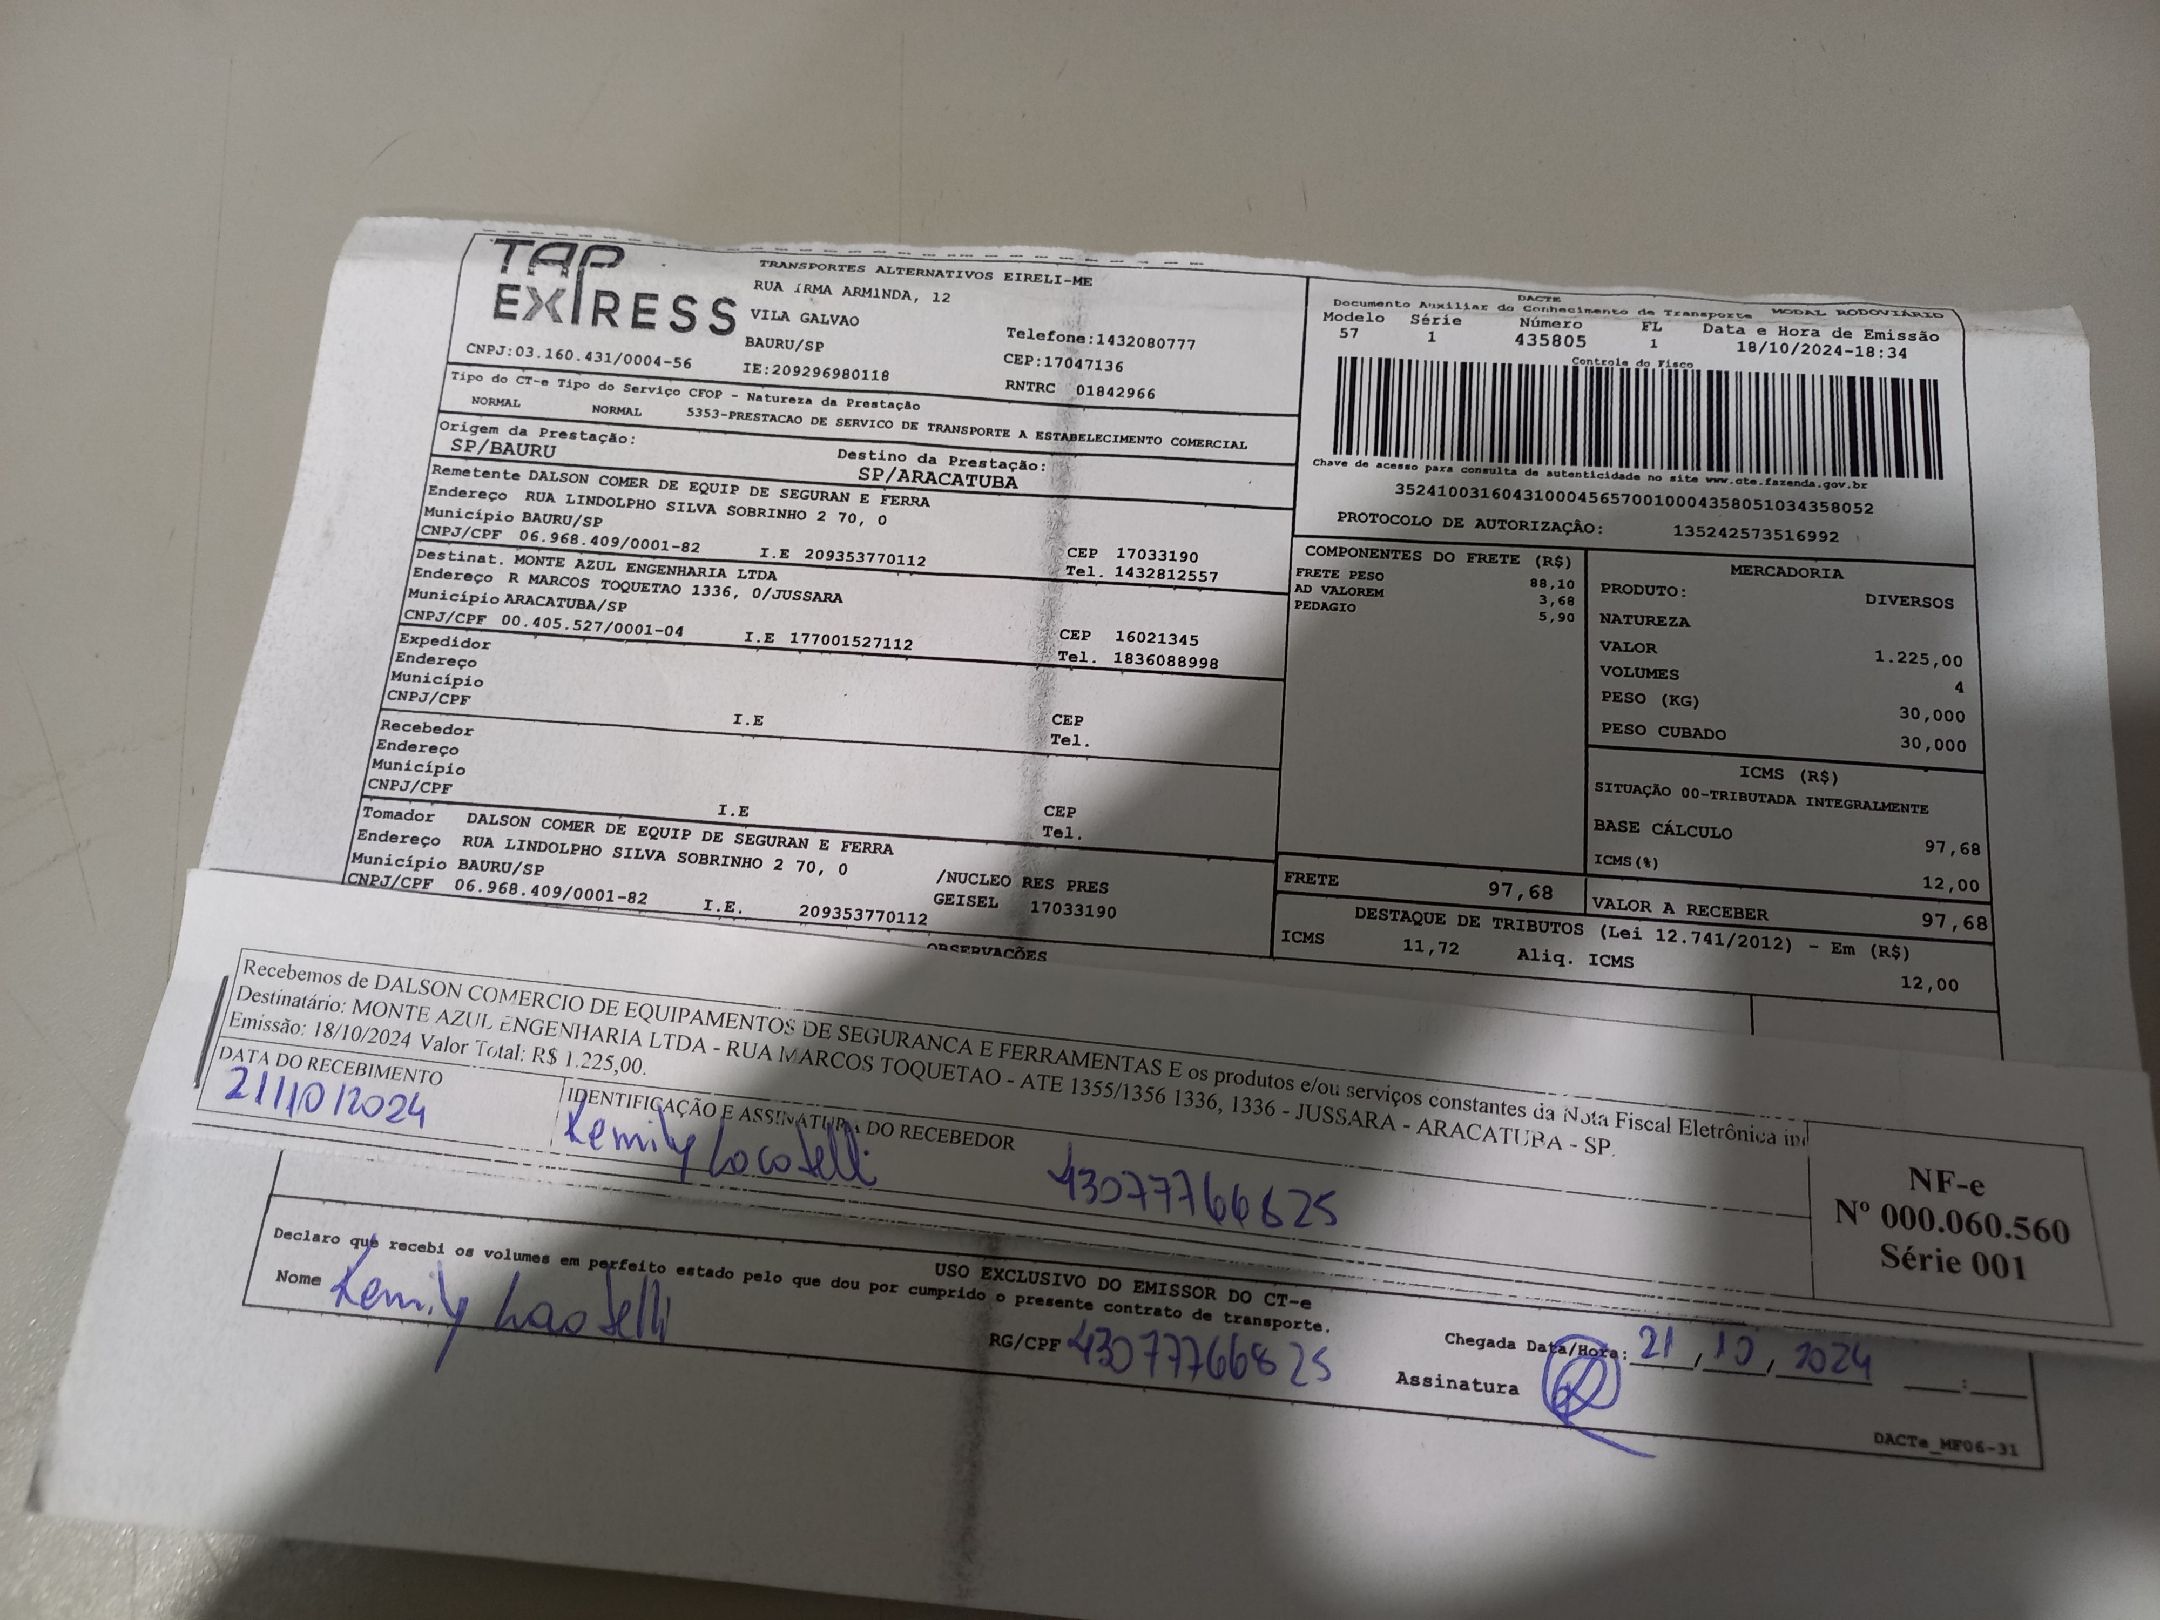 TAP EXPRESS
TRANSPORTES ALTERNATIVOS EIRELI-ME
RUA IRMA ARMINDA, 12
VILA GALVAO
BAURU/SP Telefone:1432080777
CNPJ:03.160.431/0004-56 IE:209296980118 CEP:17047136
RNTRC 01842966
DACTE
Documento Auxiliar do Conhecimento de Transporte MODAL RODOVIÁRIO
Modelo Série Número FL Data e Hora de Emissão
57 1 435805 1 18/10/2024-18:34
Controle do Fisco
Chave de acesso para consulta de autenticidade no site www.cte.fazenda.gov.br
35241003160431000456570010004358051034358052
PROTOCOLO DE AUTORIZAÇÃO: 135242573516992
Tipo do CT-e Tipo do Serviço CFOP - Natureza da Prestação
NORMAL NORMAL 5353-PRESTACAO DE SERVICO DE TRANSPORTE A ESTABELECIMENTO COMERCIAL
Origem da Prestação: Destino da Prestação:
SP/BAURU SP/ARACATUBA
Remetente DALSON COMER DE EQUIP DE SEGURAN E FERRA
Endereço RUA LINDOLPHO SILVA SOBRINHO 2 70, 0
Município BAURU/SP CEP 17033190
CNPJ/CPF 06.968.409/0001-82 I.E 209353770112 Tel. 1432812557
Destinat. MONTE AZUL ENGENHARIA LTDA
Endereço R MARCOS TOQUETAO 1336, 0/JUSSARA
Município ARACATUBA/SP CEP 16021345
CNPJ/CPF 00.405.527/0001-04 I.E 177001527112 Tel. 1836088998
Expedidor
Endereço
Município CEP
CNPJ/CPF I.E Tel.
Recebedor
Endereço
Município CEP
CNPJ/CPF I.E Tel.
Tomador DALSON COMER DE EQUIP DE SEGURAN E FERRA
Endereço RUA LINDOLPHO SILVA SOBRINHO 2 70, 0 /NUCLEO RES PRES
Município BAURU/SP GEISEL 17033190
CNPJ/CPF 06.968.409/0001-82 I.E. 209353770112
OBSERVAÇÕES
COMPONENTES DO FRETE (R$)
FRETE PESO 88,10
AD VALOREM 3,68
PEDAGIO 5,90
FRETE 97,68
MERCADORIA
PRODUTO: DIVERSOS
NATUREZA
VALOR 1.225,00
VOLUMES 4
PESO (KG) 30,000
PESO CUBADO 30,000
ICMS (R$)
SITUAÇÃO 00-TRIBUTADA INTEGRALMENTE
BASE CÁLCULO 97,68
ICMS(%) 12,00
VALOR A RECEBER 97,68
DESTAQUE DE TRIBUTOS (Lei 12.741/2012) - Em (R$)
ICMS 11,72 Aliq. ICMS 12,00
Recebemos de DALSON COMERCIO DE EQUIPAMENTOS DE SEGURANCA E FERRAMENTAS E os produtos e/ou serviços constantes da Nota Fiscal Eletrônica
Destinatário: MONTE AZUL ENGENHARIA LTDA - RUA MARCOS TOQUETAO - ATE 1355/1356 1336, 1336 - JUSSARA - ARACATUBA - SP.
Emissão: 18/10/2024 Valor Total: R$ 1.225,00.
DATA DO RECEBIMENTO IDENTIFICAÇÃO E ASSINATURA DO RECEBEDOR
21/10/2024 Kemily Locatelli 43077766825
NF-e
Nº 000.060.560
Série 001
USO EXCLUSIVO DO EMISSOR DO CT-e
Declaro que recebi os volumes em perfeito estado pelo que dou por cumprido o presente contrato de transporte.
Nome Kemily Locatelli RG/CPF 43077766825 Chegada Data/Hora: 21, 10, 2024 :
Assinatura
DACTe_MF06-31